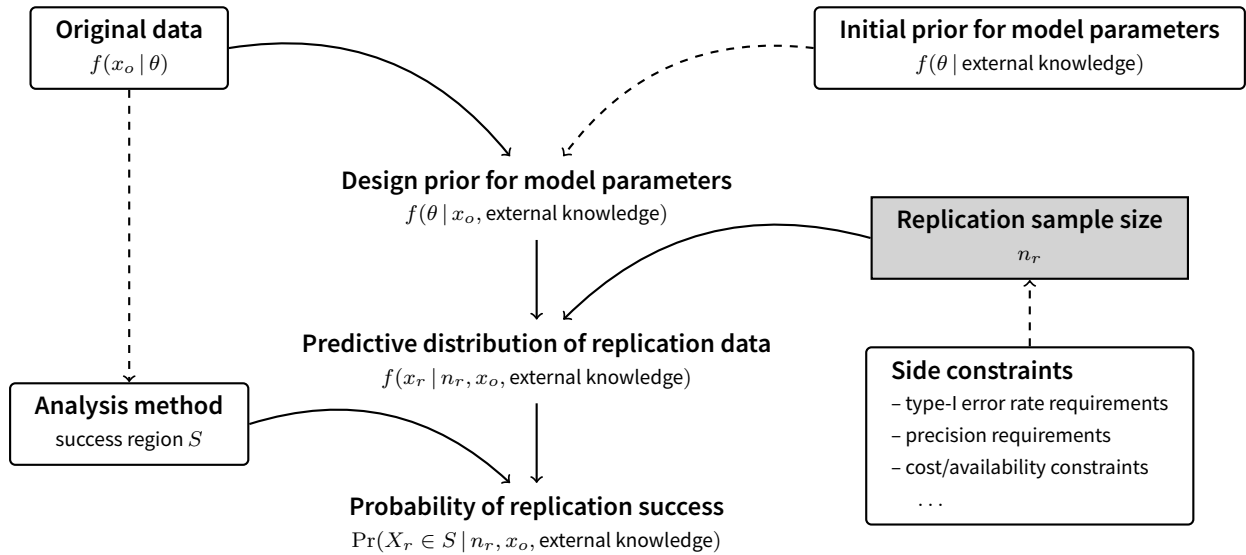 Original data
f(x_o | θ)
Initial prior for model parameters
f(θ | external knowledge)
Design prior for model parameters
f(θ | x_o, external knowledge)
Replication sample size
n_r
Predictive distribution of replication data
f(x_r | n_r, x_o, external knowledge)
Side constraints
– type-I error rate requirements
– precision requirements
– cost/availability constraints
...
Analysis method
success region S
Probability of replication success
Pr(X_r ∈ S | n_r, x_o, external knowledge)